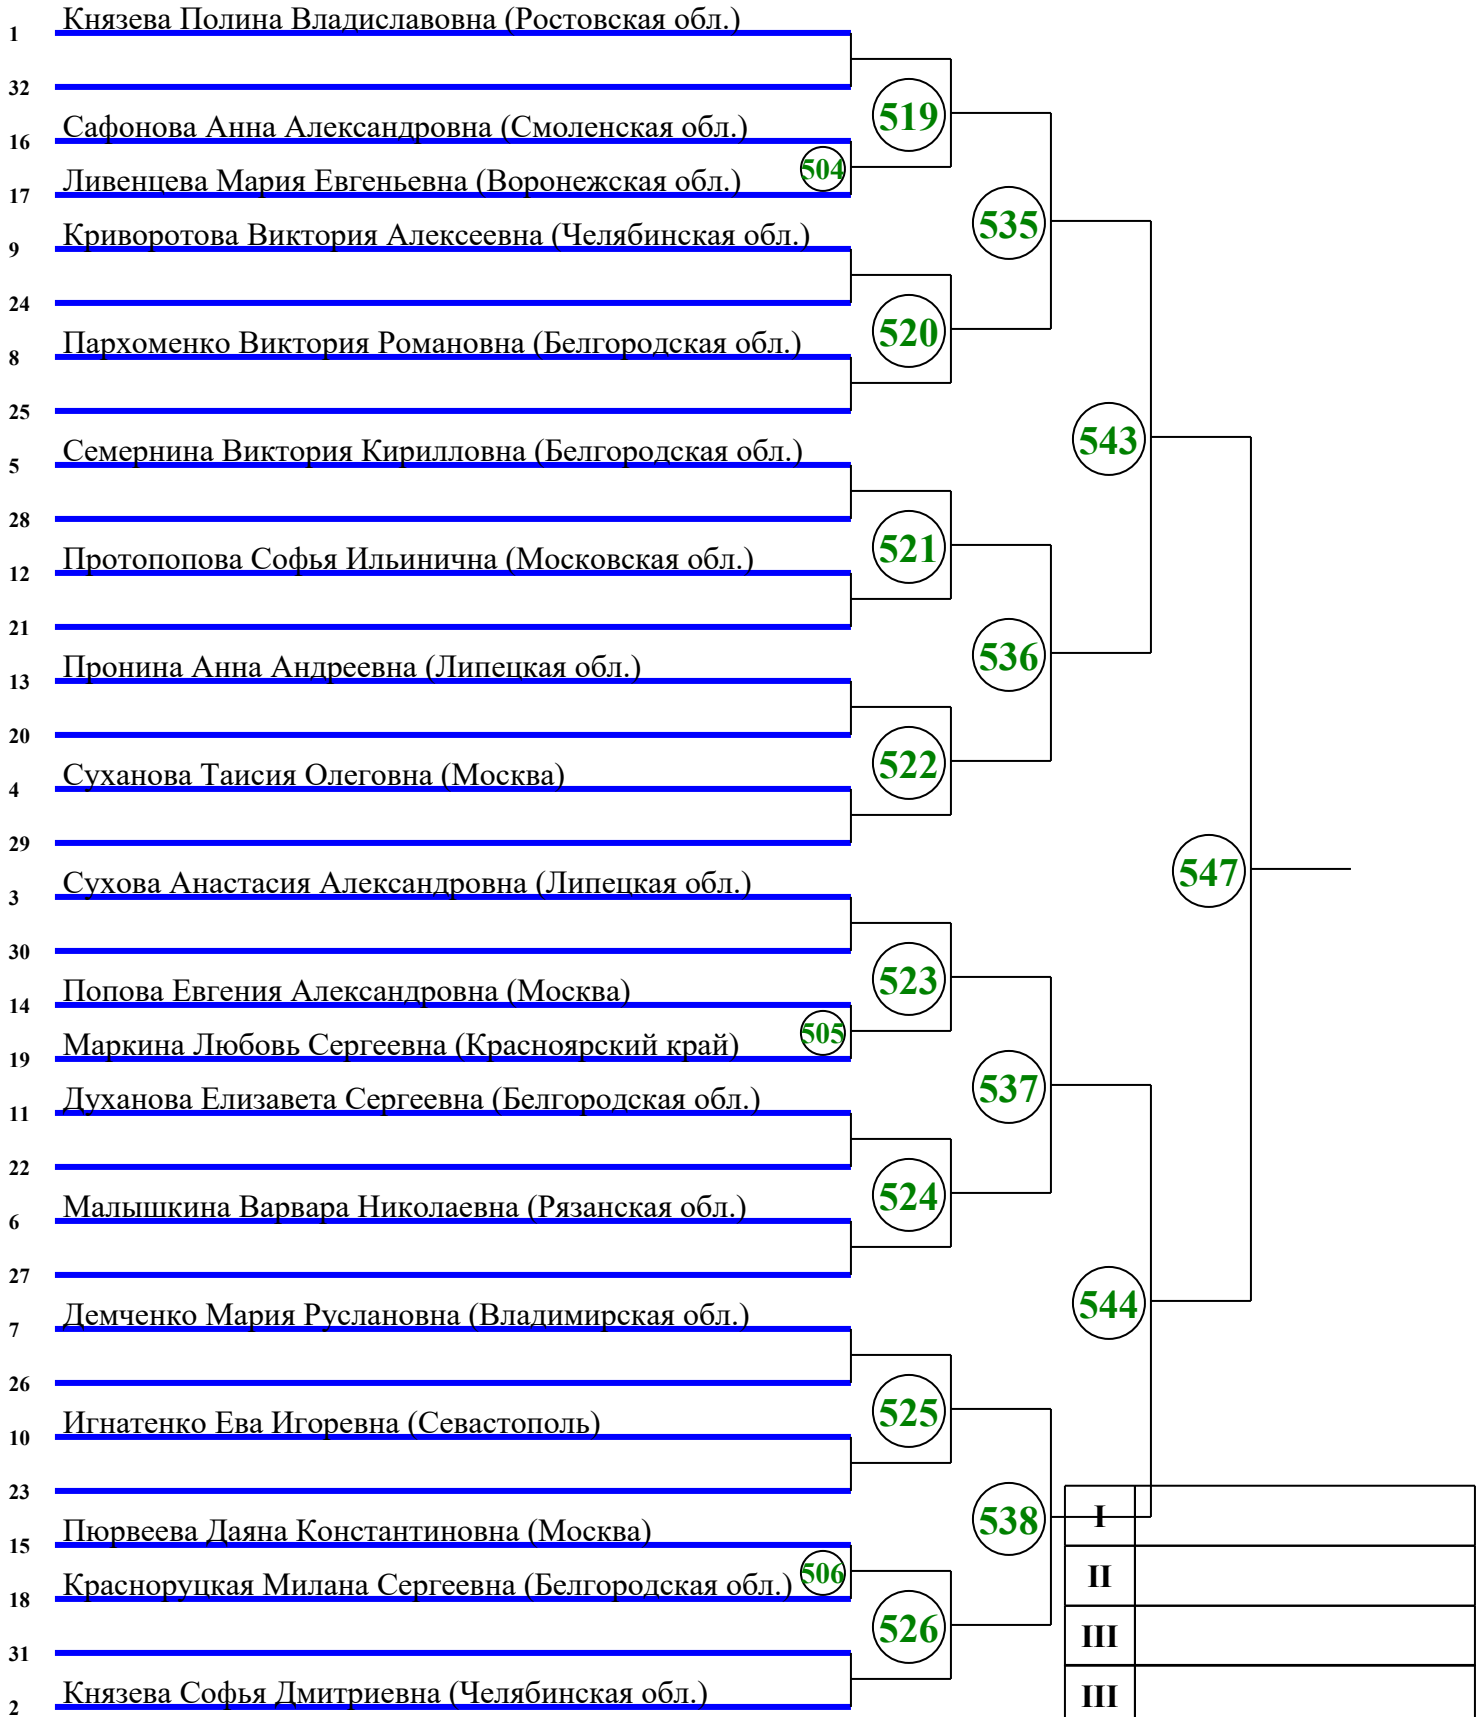 1 Князева Полина Владиславовна (Ростовская обл.)
32
519
16 Сафонова Анна Александровна (Смоленская обл.)
504
17 Ливенцева Мария Евгеньевна (Воронежская обл.)
535
9 Криворотова Виктория Алексеевна (Челябинская обл.)
24
520
8 Пархоменко Виктория Романовна (Белгородская обл.)
25
543
5 Семернина Виктория Кирилловна (Белгородская обл.)
28
521
12 Протопопова Софья Ильинична (Московская обл.)
21
536
13 Пронина Анна Андреевна (Липецкая обл.)
20
522
4 Суханова Таисия Олеговна (Москва)
29
547
3 Сухова Анастасия Александровна (Липецкая обл.)
30
523
14 Попова Евгения Александровна (Москва)
505
19 Маркина Любовь Сергеевна (Красноярский край)
537
11 Духанова Елизавета Сергеевна (Белгородская обл.)
22
524
6 Малышкина Варвара Николаевна (Рязанская обл.)
27
544
7 Демченко Мария Руслановна (Владимирская обл.)
26
525
10 Игнатенко Ева Игоревна (Севастополь)
23
538
I
15 Пюрвеева Даяна Константиновна (Москва)
506
II
18 Красноруцкая Милана Сергеевна (Белгородская обл.)
526
III
31
2 Князева Софья Дмитриевна (Челябинская обл.)
III